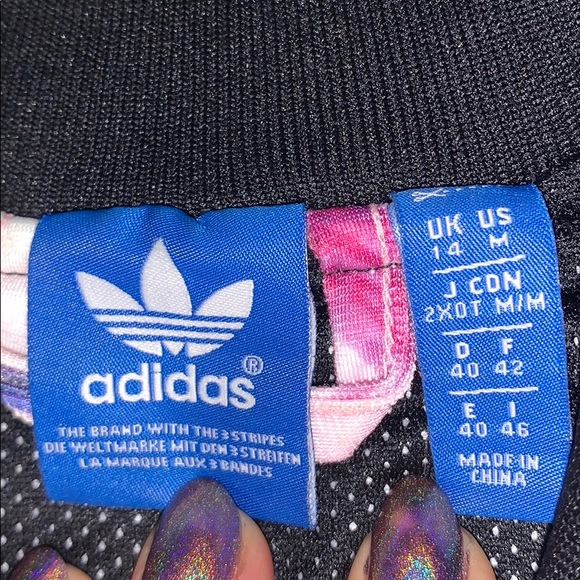 adidas®
THE BRAND WITH THE 3 STRIPES
DIE WELTMARKE MIT DEN 3 STREIFEN
LA MARQUE AUX 3 BANDES
UK US
14 M
J CDN
2XOT M/M
D F
40 42
E I
40 46
MADE IN
CHINA